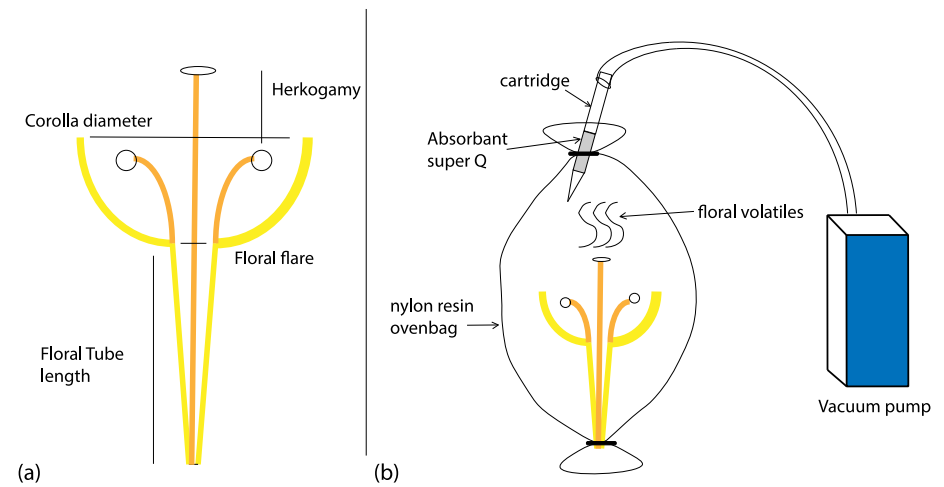 Herkogamy
Corolla diameter
Floral flare
Floral Tube
length
(a)
cartridge
Absorbant
super Q
floral volatiles
nylon resin
ovenbag
Vacuum pump
(b)